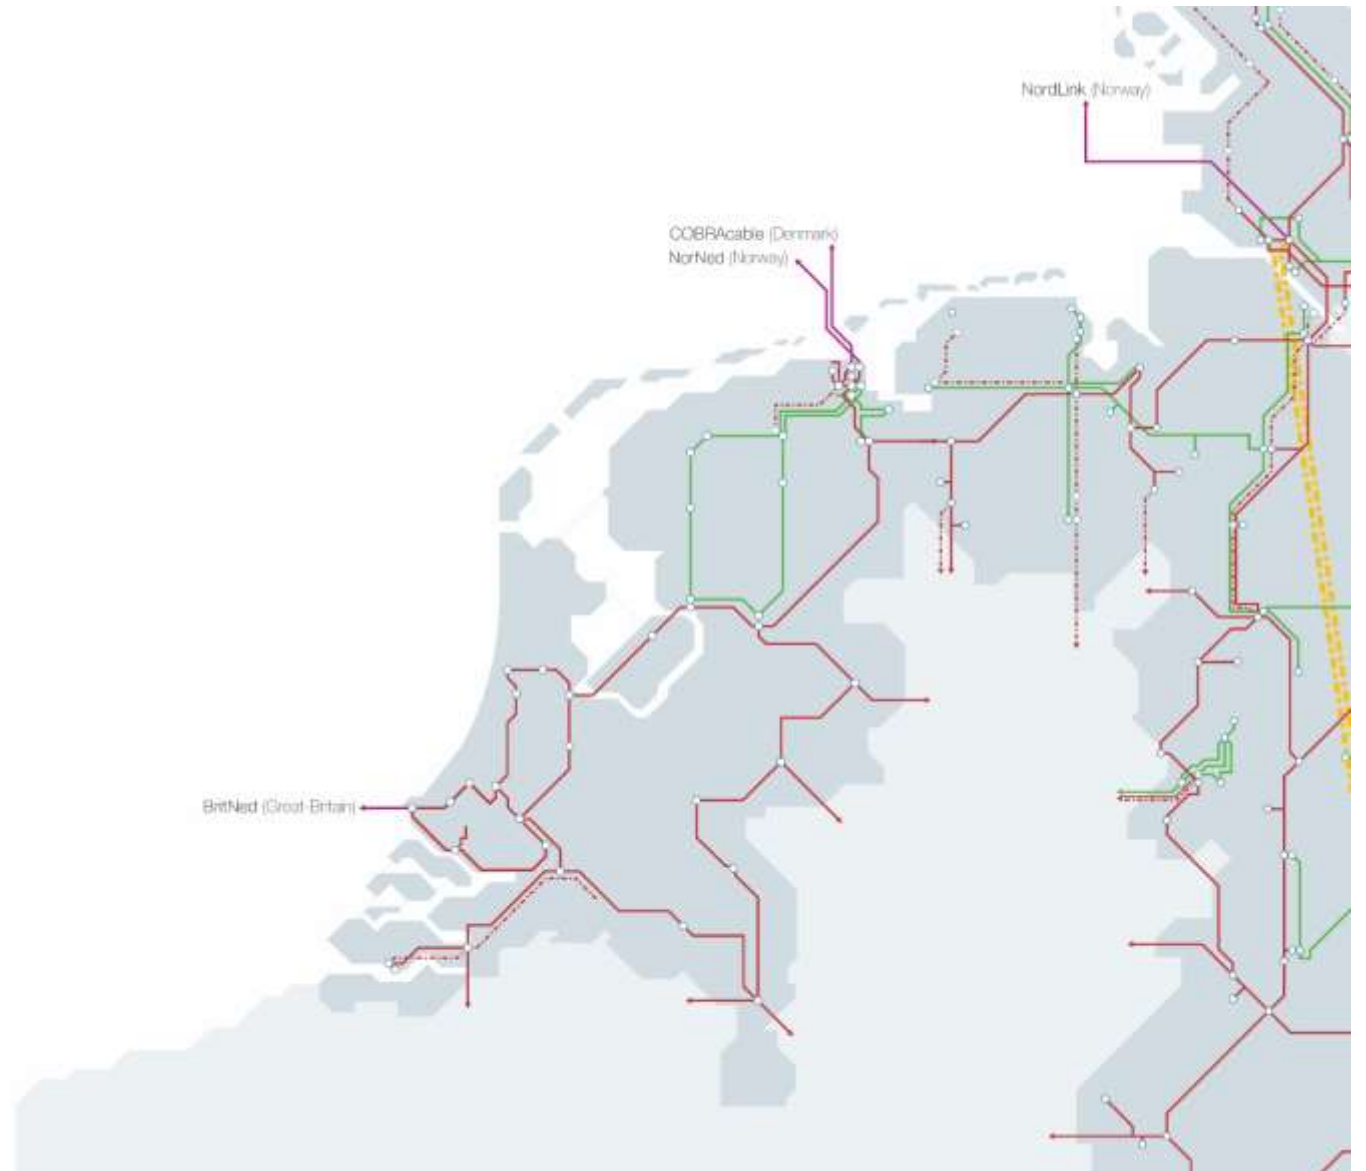 NordLink (Norway)
COBRAcable (Denmark)
NorNed (Norway)
BritNed (Great-Britain)